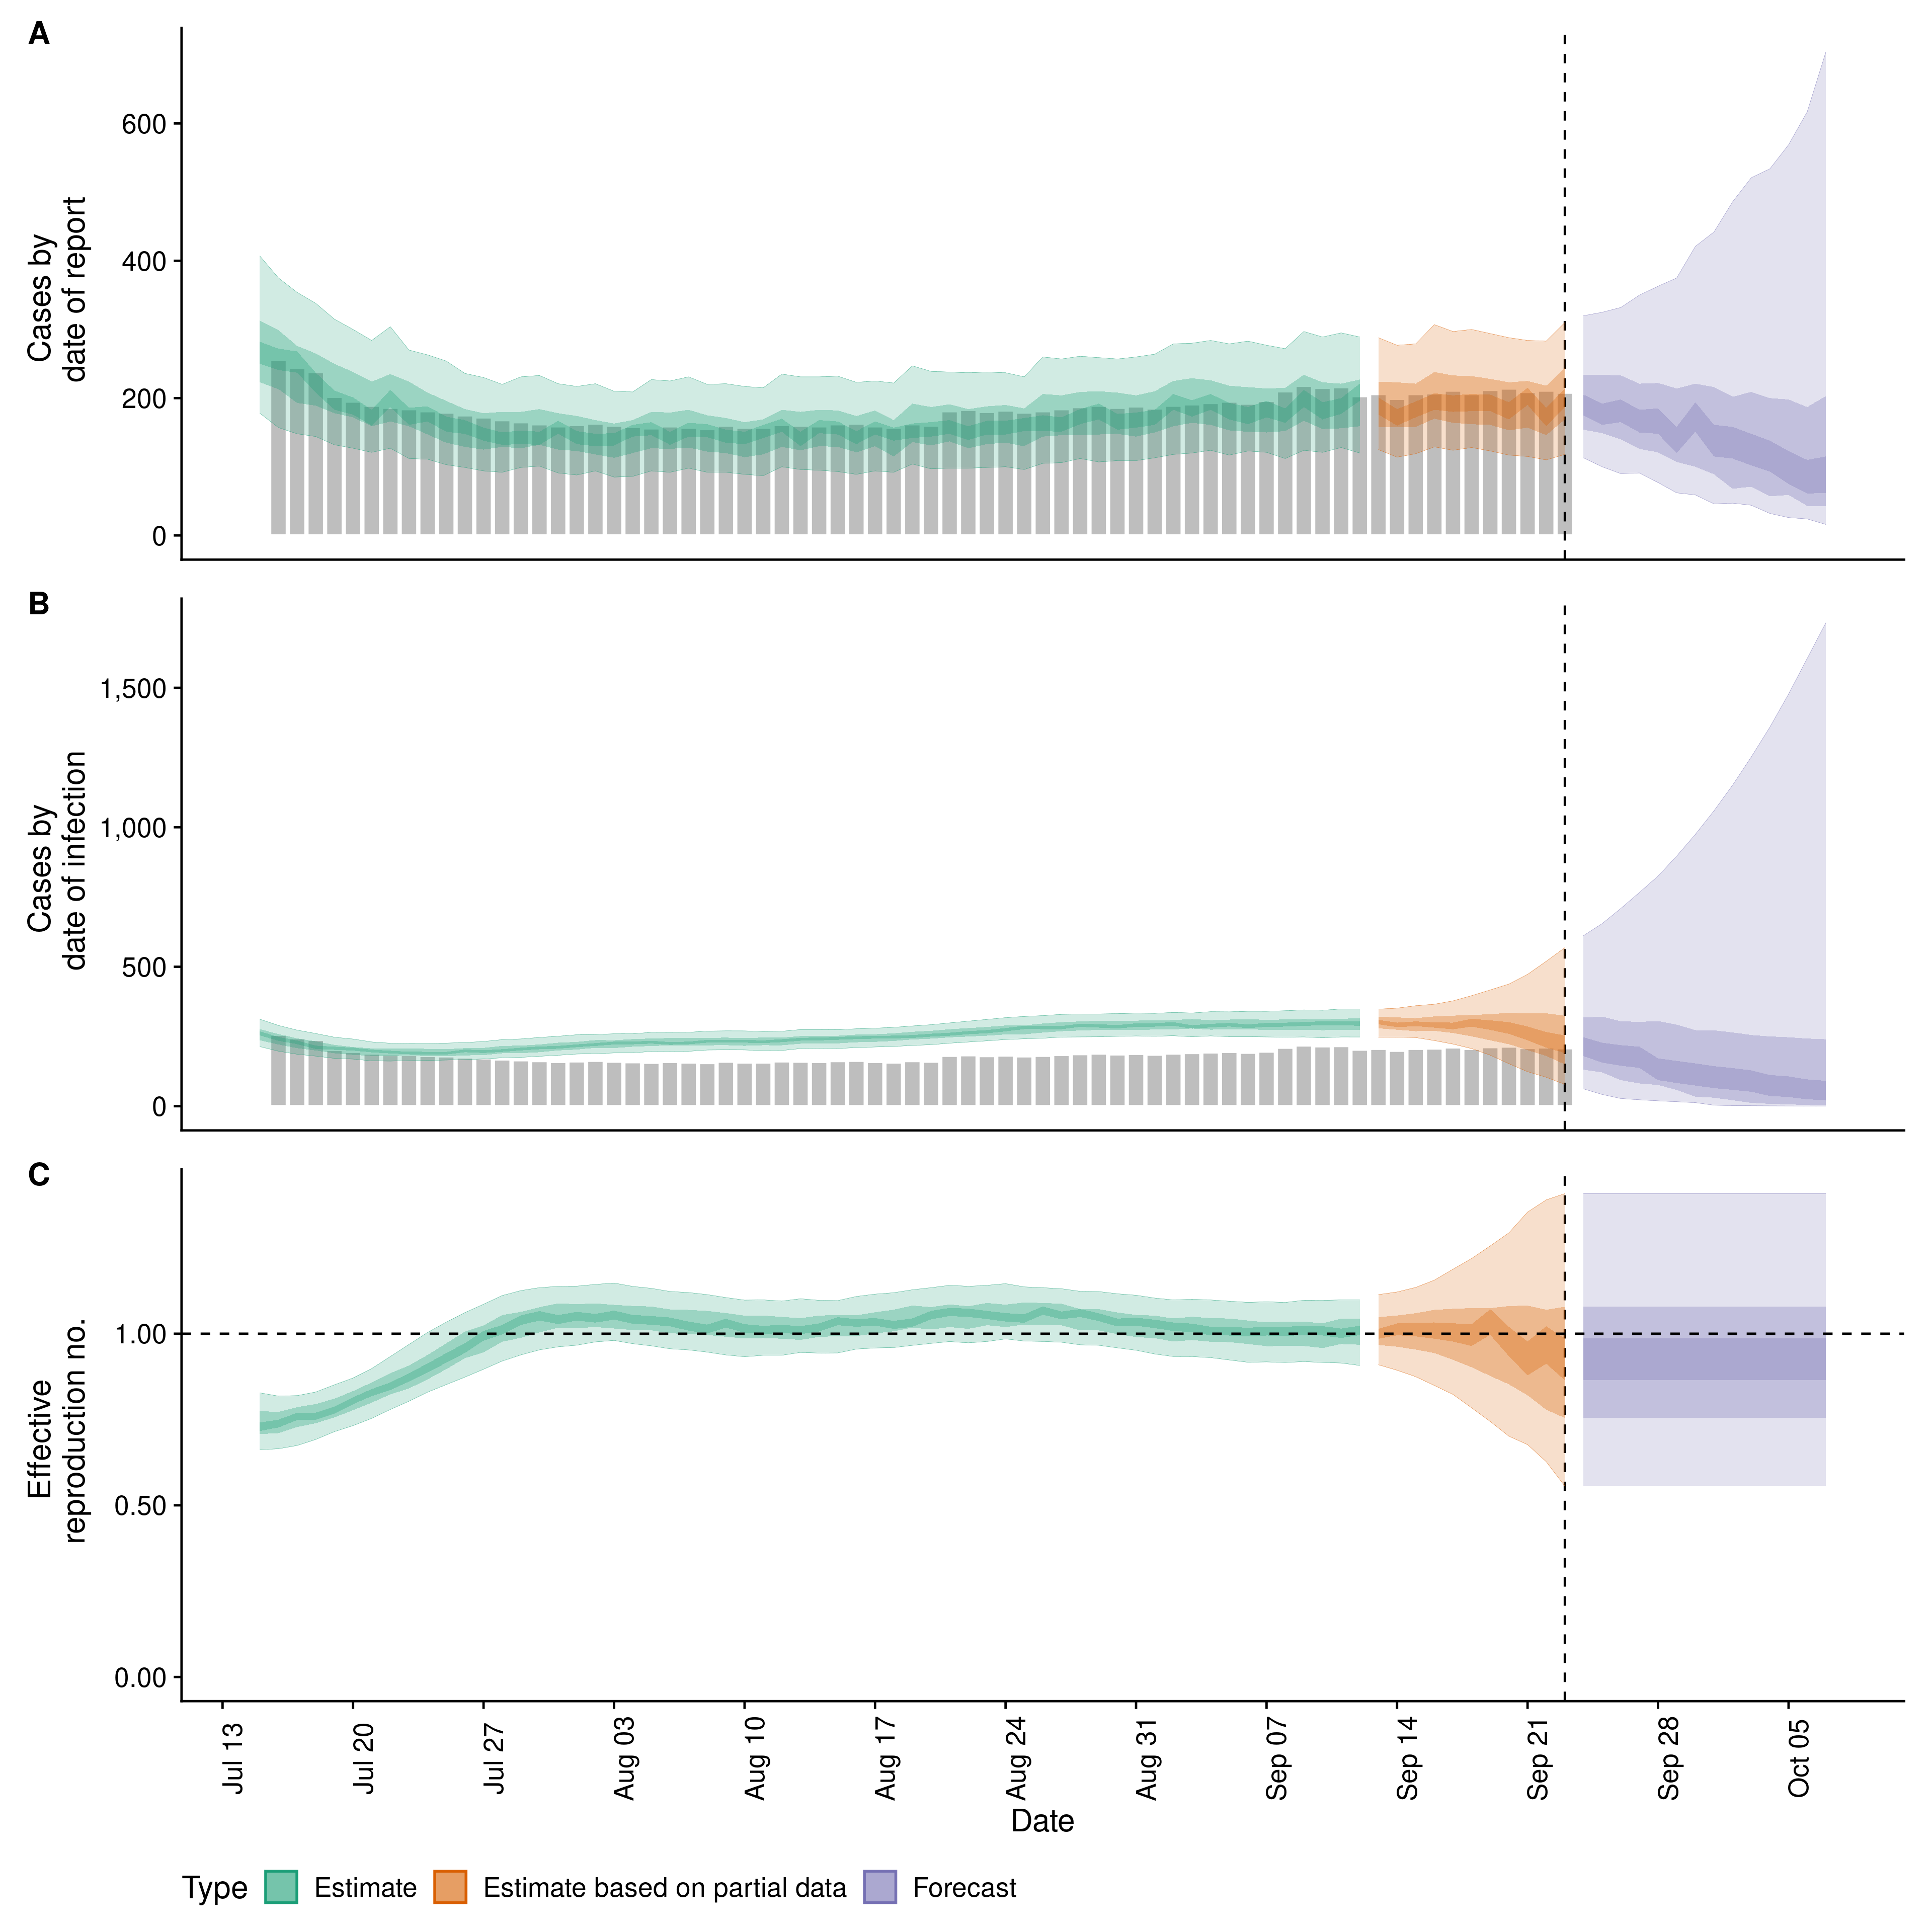 A
Cases by
date of report
600
400
200
0
B
Cases by
date of infection
1,500
1,000
500
0
C
Effective
reproduction no.
1.00
0.50
0.00
Jul 13
Jul 20
Jul 27
Aug 03
Aug 10
Aug 17
Aug 24
Aug 31
Sep 07
Sep 14
Sep 21
Sep 28
Oct 05
Date
Type Estimate Estimate based on partial data Forecast